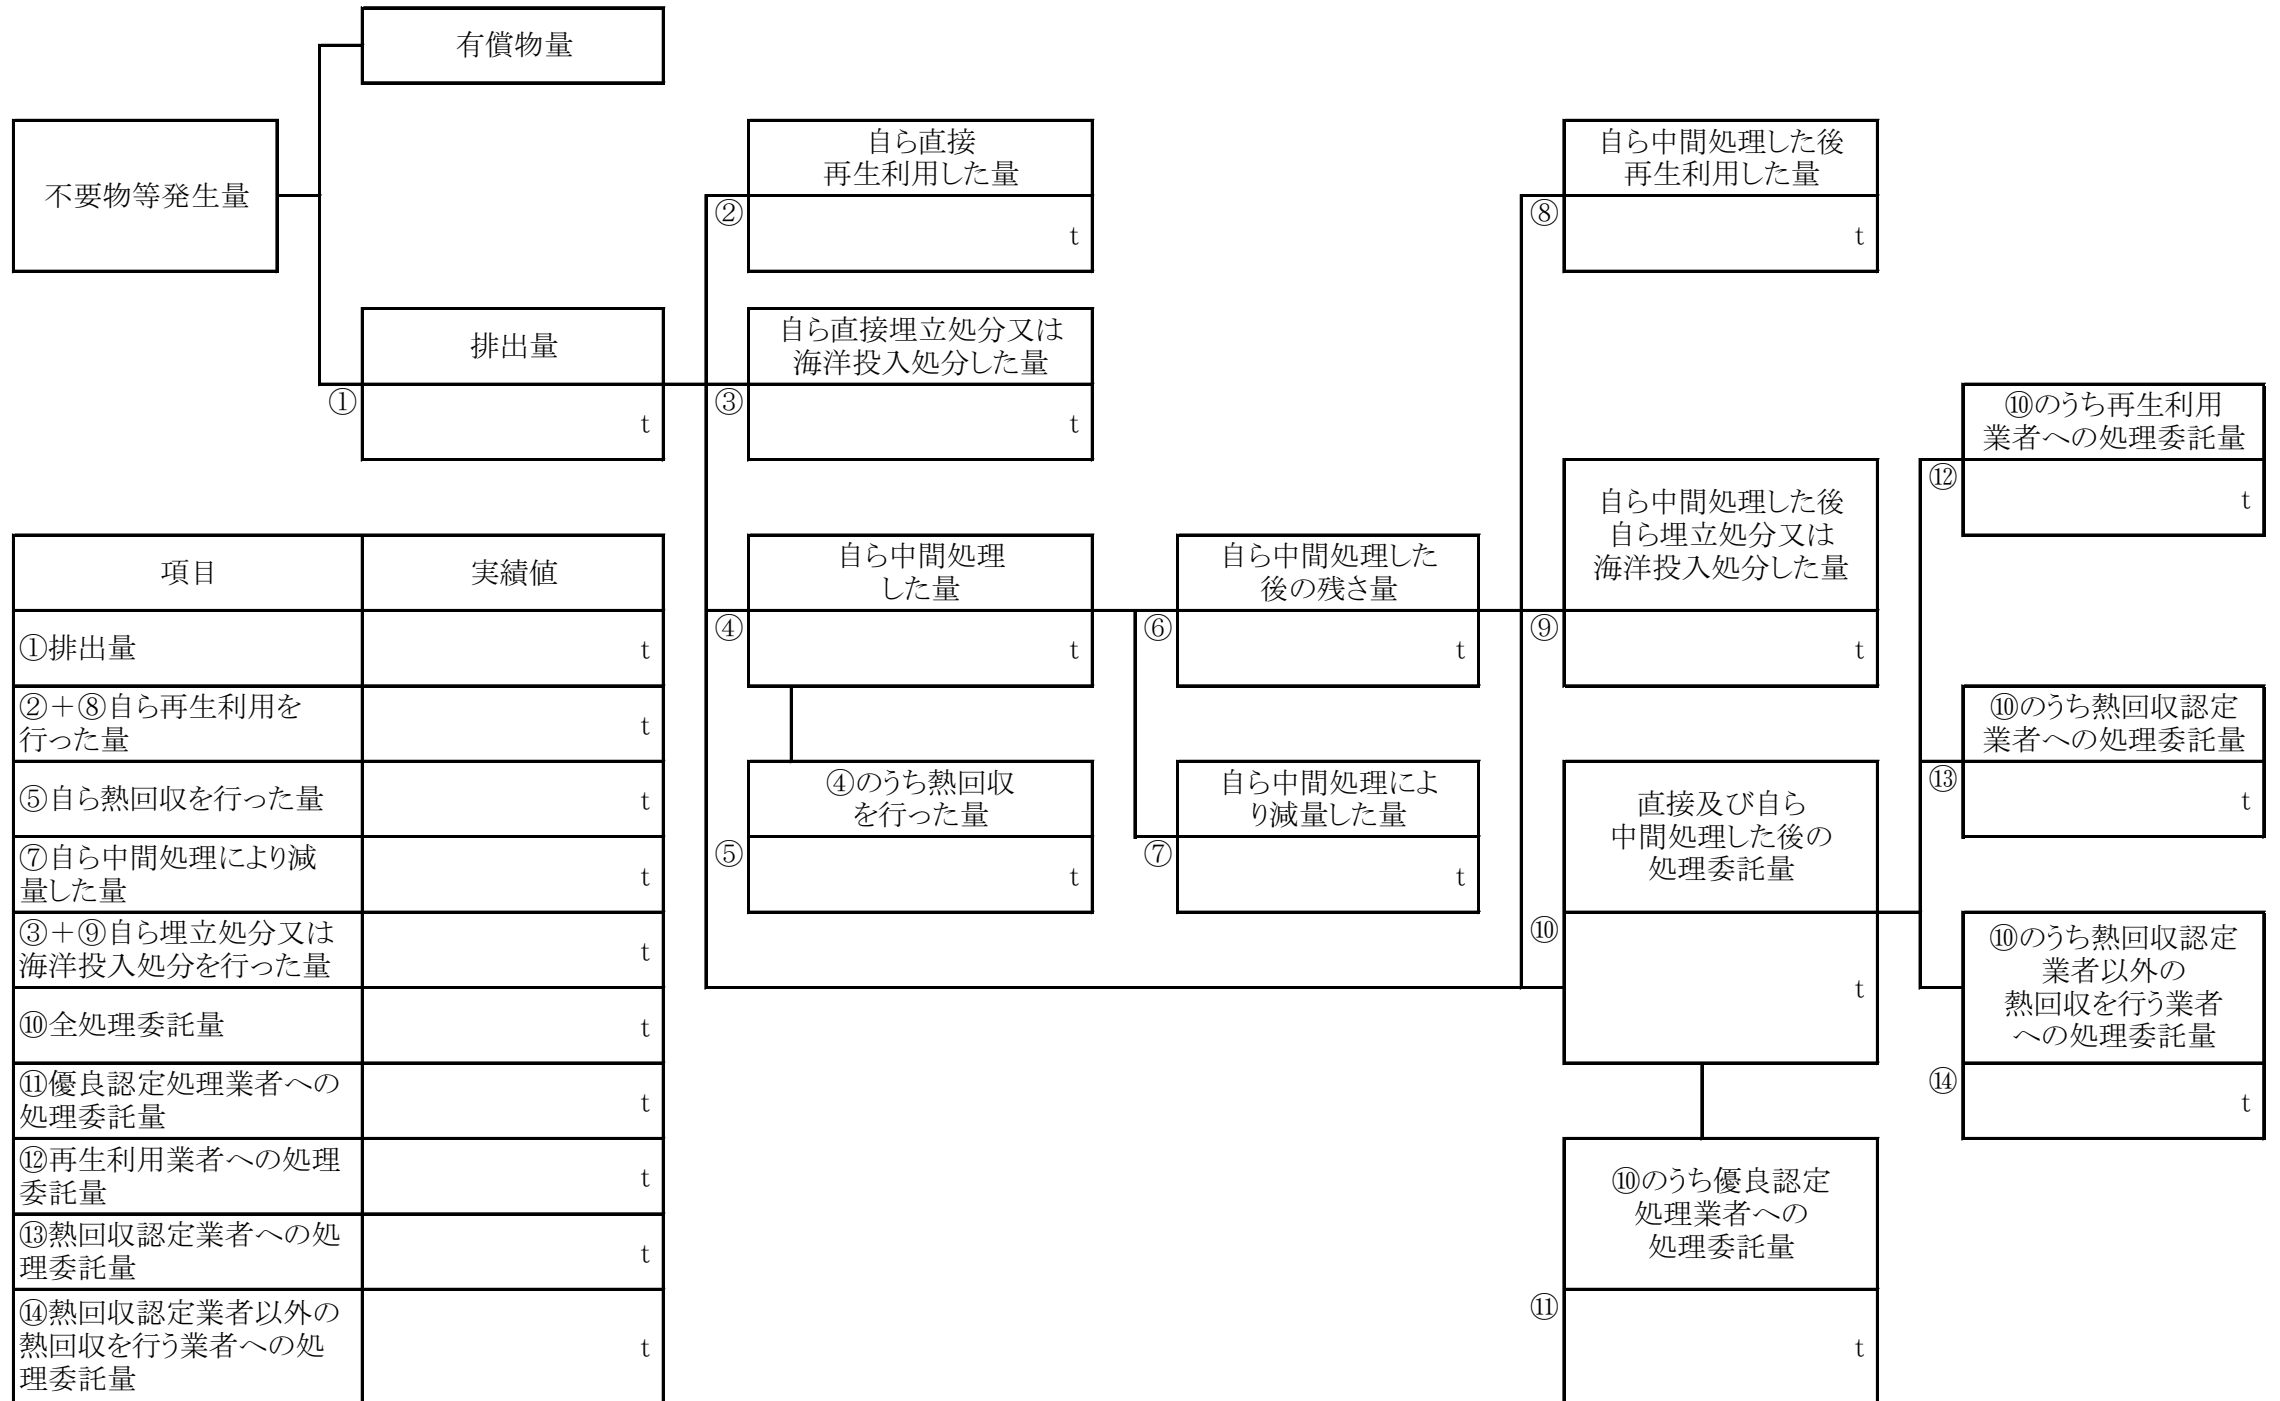 有償物量
不要物等発生量
排出量
①
t
自ら直接
再生利用した量
②
t
自ら直接埋立処分又は
海洋投入処分した量
③
t
自ら中間処理
した量
④
t
④のうち熱回収
を行った量
⑤
t
自ら中間処理した
後の残さ量
⑥
t
自ら中間処理によ
り減量した量
⑦
t
自ら中間処理した後
再生利用した量
⑧
t
自ら中間処理した後
自ら埋立処分又は
海洋投入処分した量
⑨
t
直接及び自ら
中間処理した後の
処理委託量
⑩
t
⑩のうち優良認定
処理業者への
処理委託量
⑪
t
⑩のうち再生利用
業者への処理委託量
⑫
t
⑩のうち熱回収認定
業者への処理委託量
⑬
t
⑩のうち熱回収認定
業者以外の
熱回収を行う業者
への処理委託量
⑭
t
項目
実績値
①排出量
t
②+⑧自ら再生利用を
行った量
t
⑤自ら熱回収を行った量
t
⑦自ら中間処理により減
量した量
t
③+⑨自ら埋立処分又は
海洋投入処分を行った量
t
⑩全処理委託量
t
⑪優良認定処理業者への
処理委託量
t
⑫再生利用業者への処理
委託量
t
⑬熱回収認定業者への処
理委託量
t
⑭熱回収認定業者以外の
熱回収を行う業者への処
理委託量
t